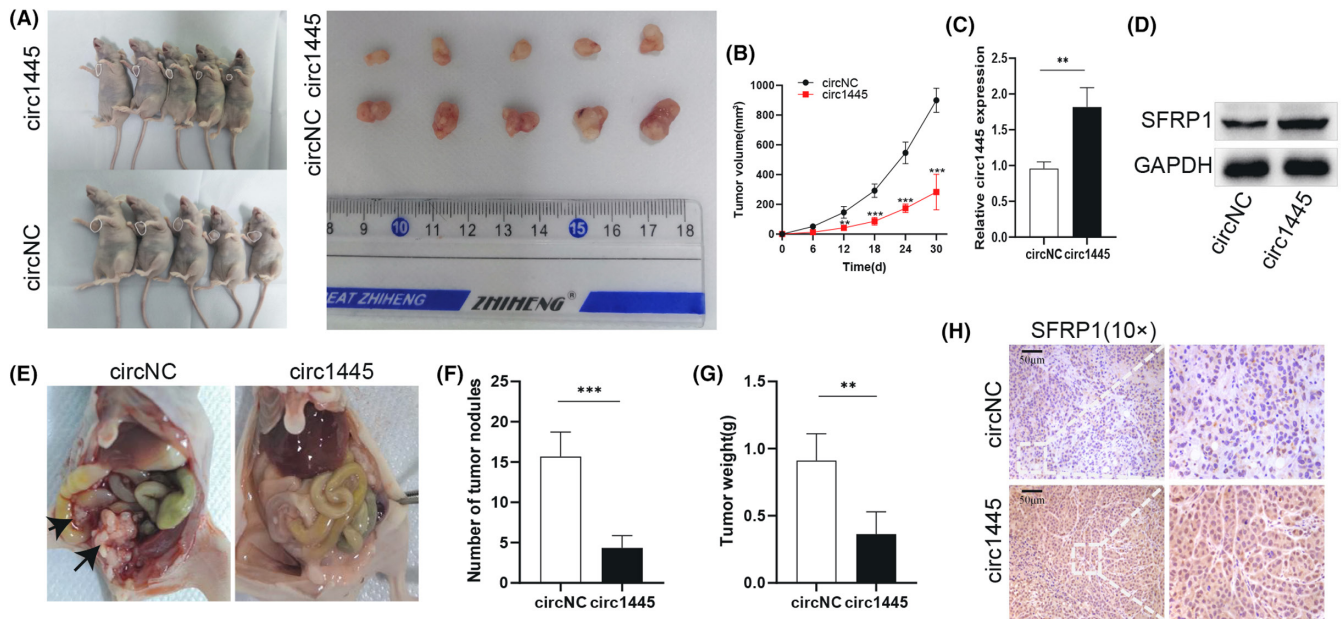 (A)
circ1445
circNC
circ1445
circNC
8 9 10 11 12 13 14 15 16 17 18
EAT ZHIHENG
ZHIHENG®
(B)
circNC
circ1445
Tumor volume(mm³)
1000
800
600
400
200
0
**
***
***
***
0 6 12 18 24 30
Time(d)
(C)
Relative circ1445 expression
2.5
2.0
1.5
1.0
0.5
0.0
**
circNC circ1445
(D)
SFRP1
GAPDH
circNC
circ1445
(E)
circNC
circ1445
(F)
Number of tumor nodules
25
20
15
10
5
0
***
circNC circ1445
(G)
Tumor weight(g)
1.5
1.0
0.5
0.0
**
circNC circ1445
(H)
SFRP1(10×)
circNC
50μm
circ1445
50μm